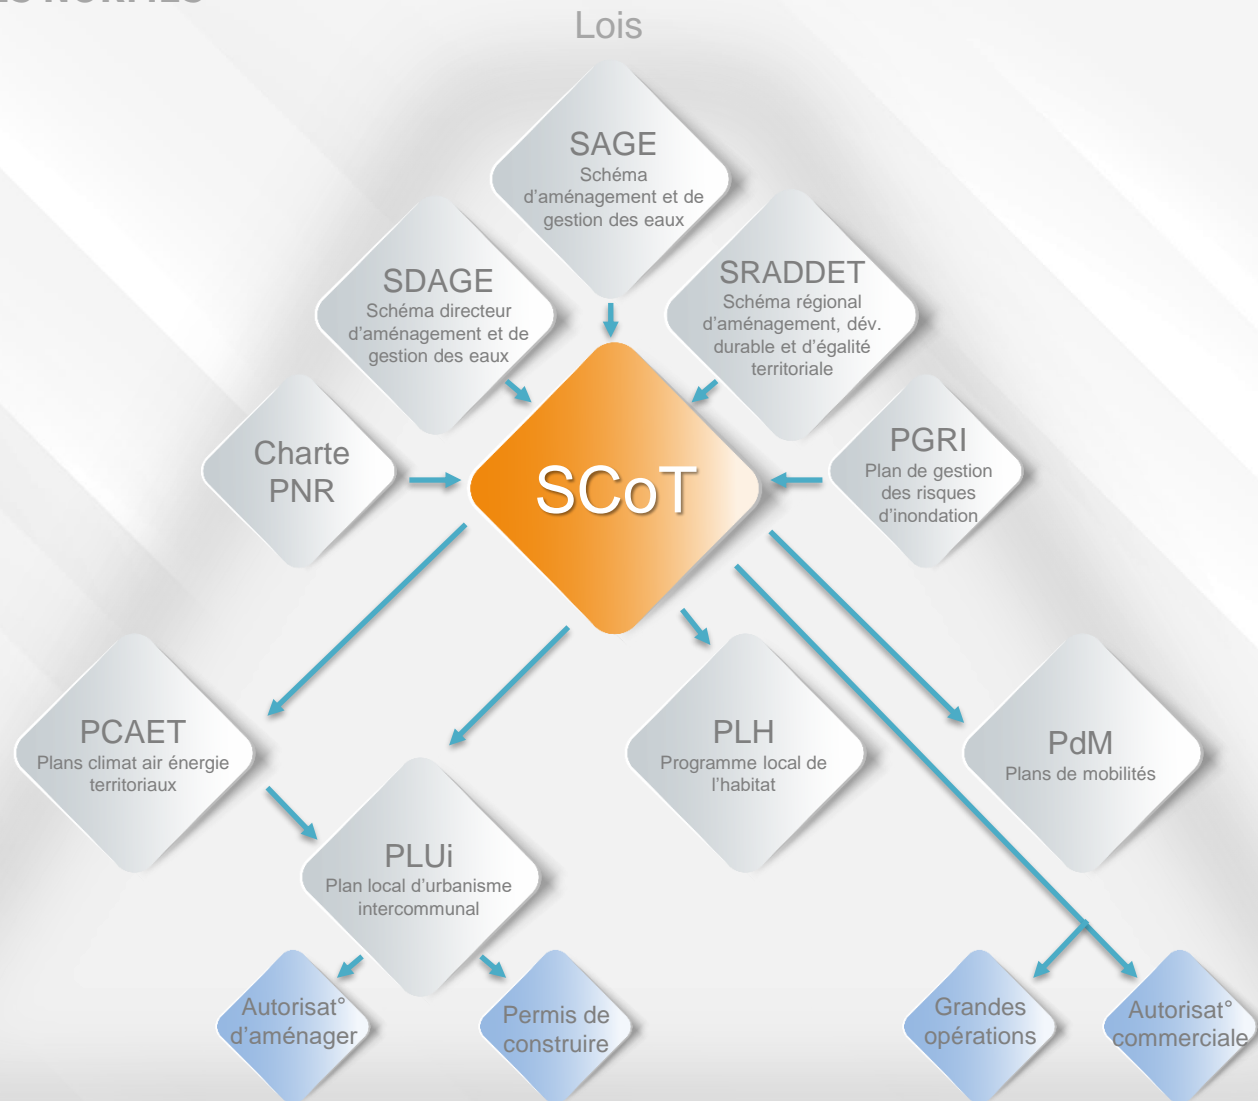 Lois
SAGE
Schéma
d'aménagement et de
gestion des eaux
SDAGE
Schéma directeur
d'aménagement et de
gestion des eaux
SRADDET
Schéma régional
d'aménagement, dév.
durable et d'égalité
territoriale
Charte
PNR
SCoT
PGRI
Plan de gestion
des risques
d'inondation
PCAET
Plans climat air énergie
territoriaux
PLH
Programme local de
l'habitat
PdM
Plans de mobilités
PLUi
Plan local d'urbanisme
intercommunal
Autorisat°
d'aménager
Permis de
construire
Grandes
opérations
Autorisat°
commerciale